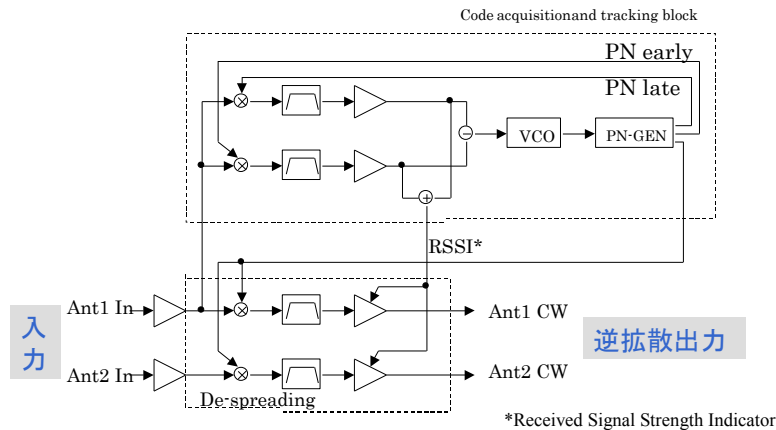 Code acquisitionand tracking block
PN early
PN late
VCO
PN-GEN
RSSI*
Ant1 In
Ant1 CW
入力
逆拡散出力
Ant2 In
Ant2 CW
De-spreading
*Received Signal Strength Indicator